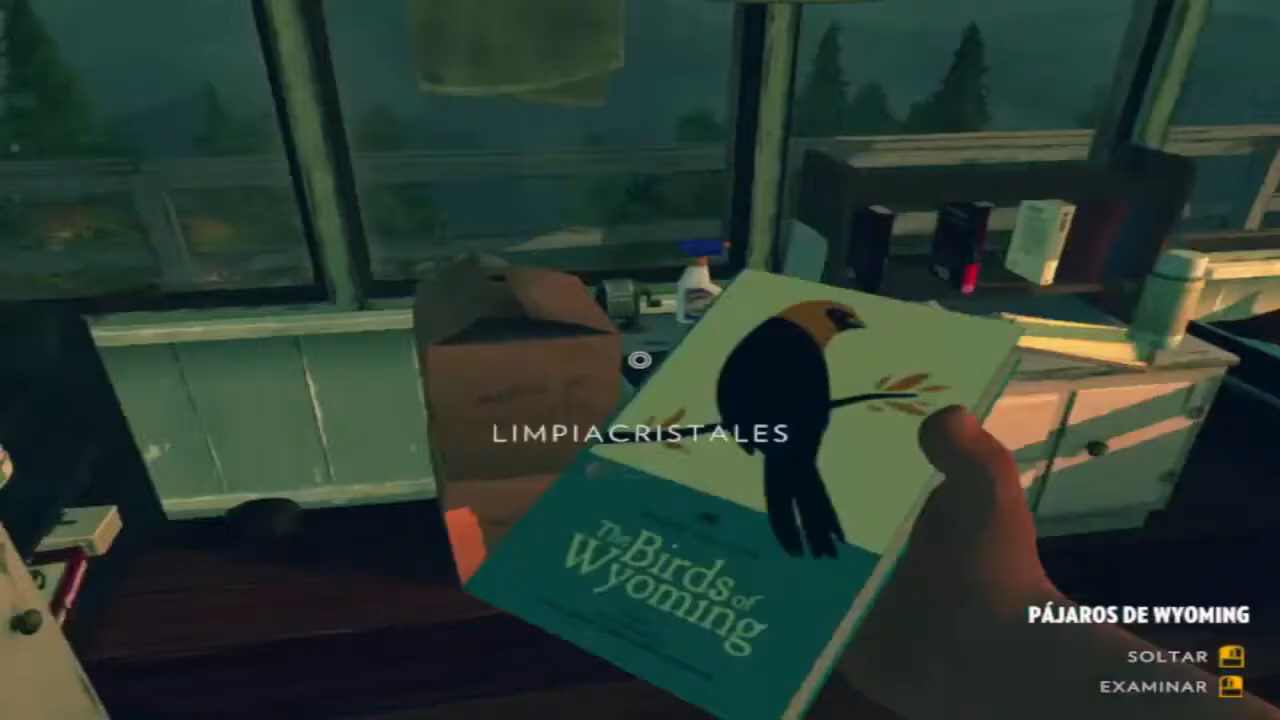 LIMPIACRISTALES
The Birds of
Wyoming
PÁJAROS DE WYOMING
SOLTAR
EXAMINAR